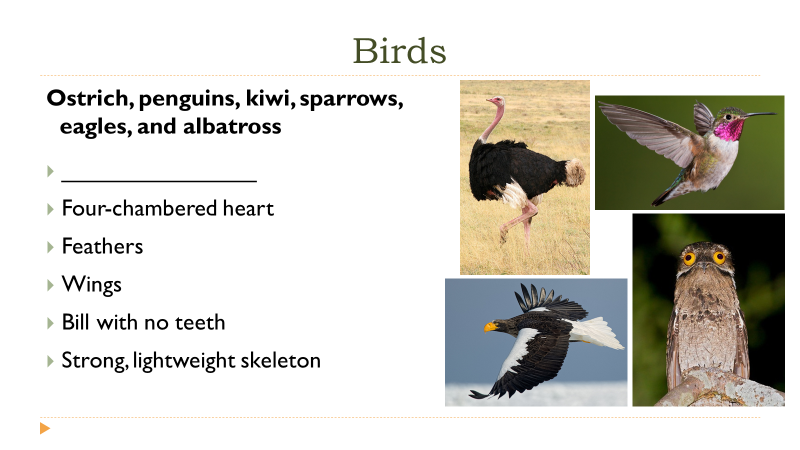 Birds
Ostrich, penguins, kiwi, sparrows,
eagles, and albatross
__________________
Four-chambered heart
Feathers
Wings
Bill with no teeth
Strong, lightweight skeleton